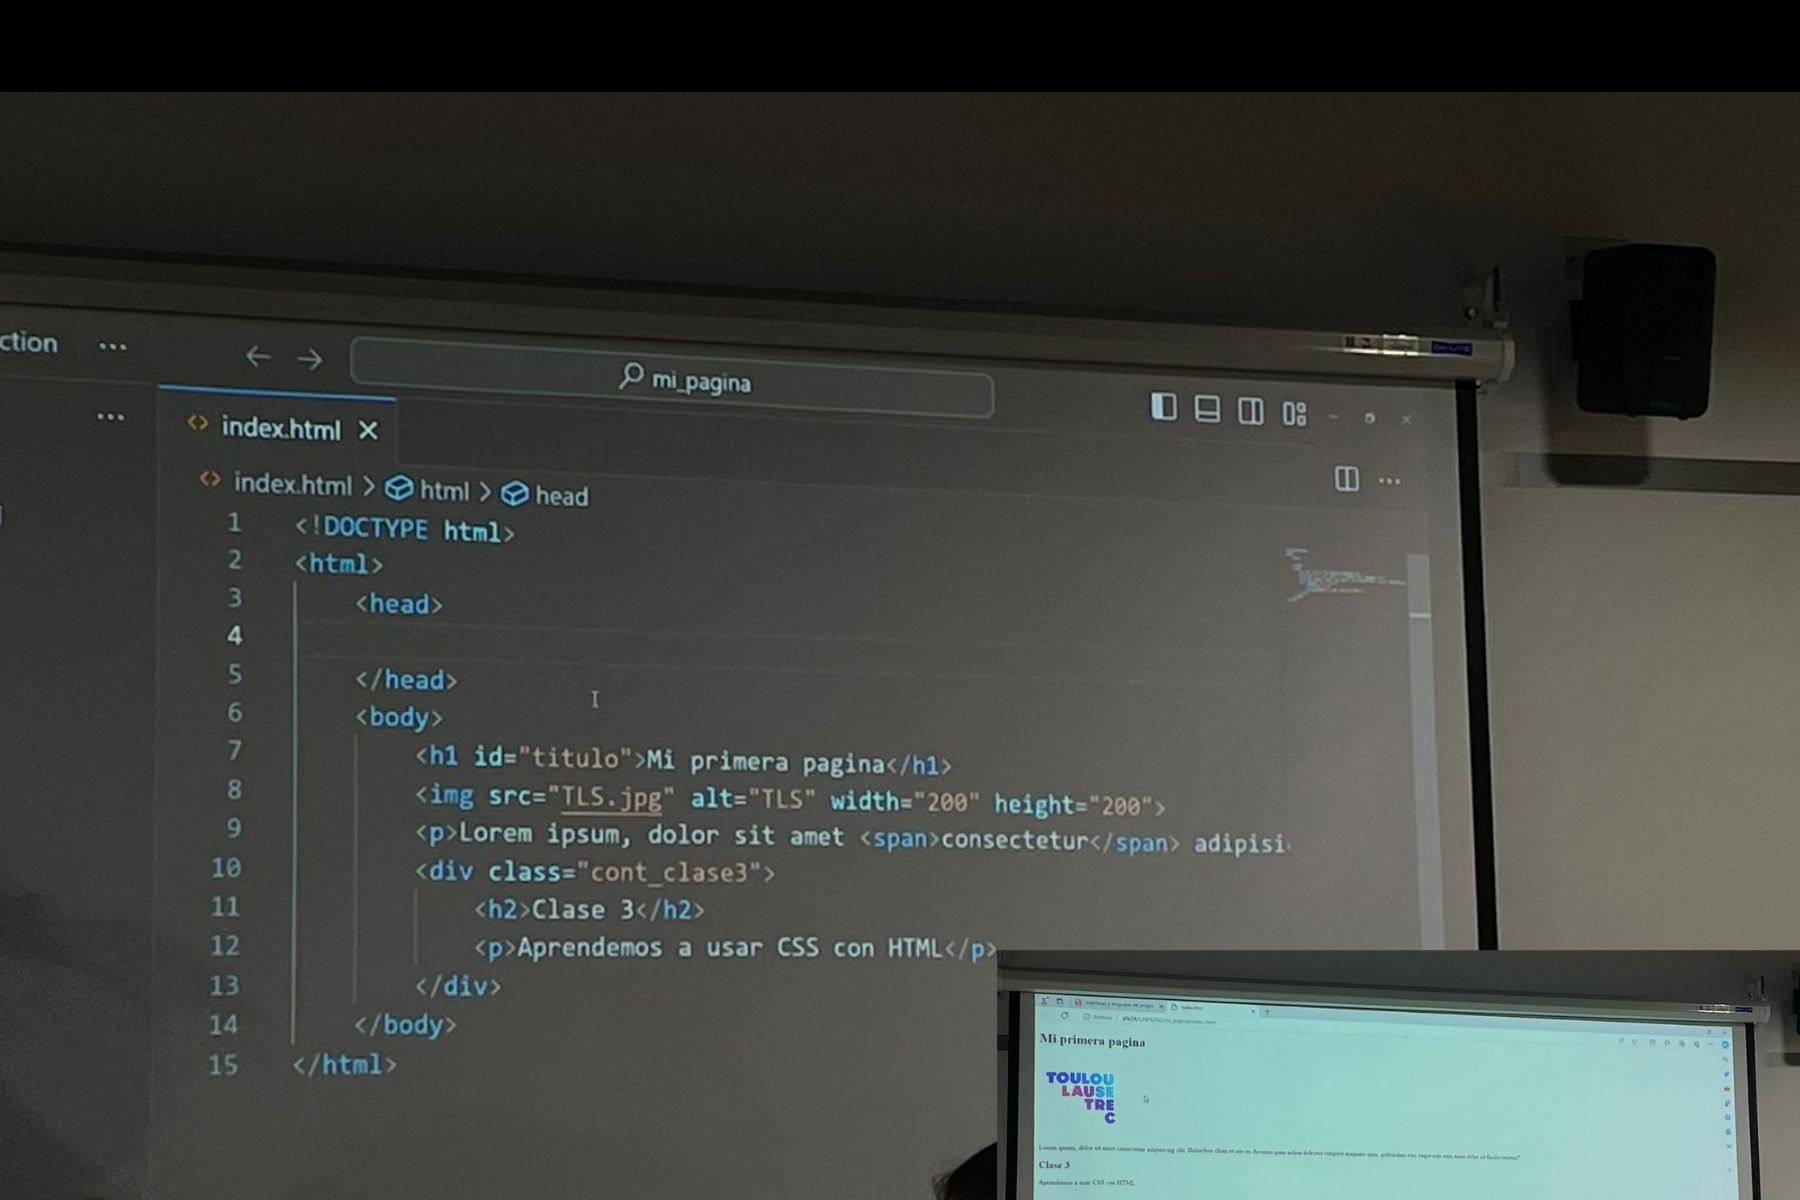 ction ...
mi_pagina
... index.html
index.html > html > head
1 <!DOCTYPE html>
2 <html>
3 <head>
4
5 </head>
6 <body>
7 <h1 id="titulo">Mi primera pagina</h1>
8 <img src="TLS.jpg" alt="TLS" width="200" height="200">
9 <p>Lorem ipsum, dolor sit amet <span>consectetur</span> adipisi
10 <div class="cont_clase3">
11 <h2>Clase 3</h2>
12 <p>Aprendemos a usar CSS con HTML</p>
13 </div>
14 </body>
15 </html>
Archivo
Mi primera pagina
TOULOU
LAUSE
TRE
C
Lorem ipsum, dolor sit amet consectetur adipisicing elit.
Clase 3
Aprendemos a usar CSS con HTML